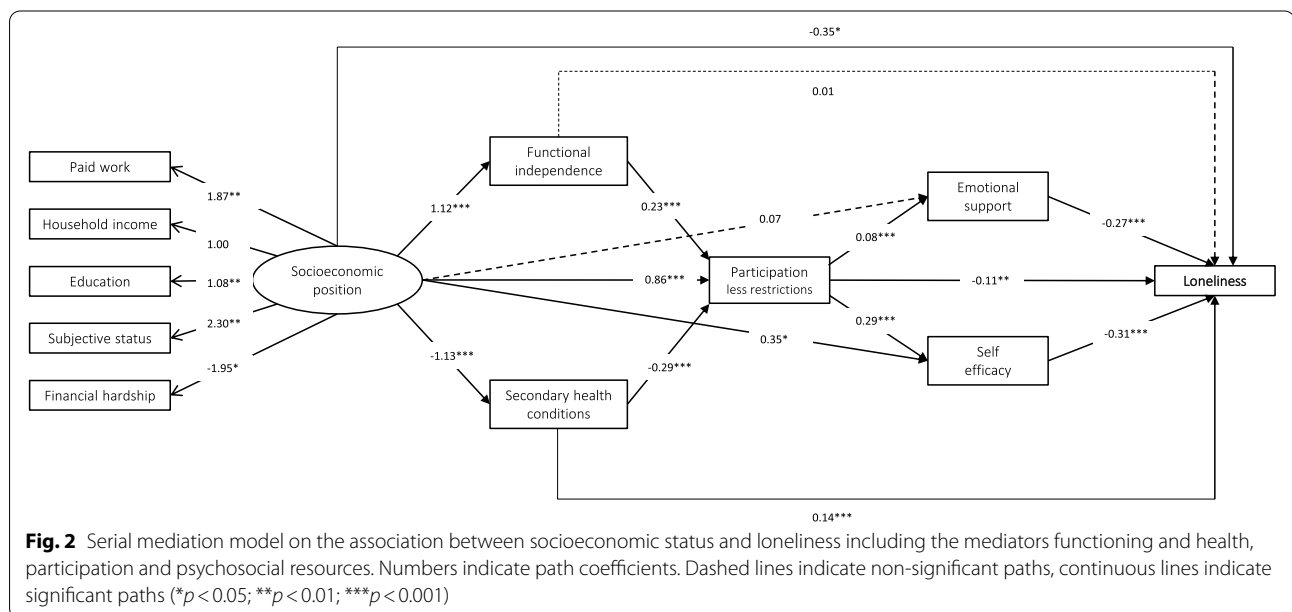 -0.35*
0.01
Paid work
Household income
Education
Subjective status
Financial hardship
1.87**
1.00
1.08**
2.30**
-1.95*
Socioeconomic
position
1.12***
-1.13***
Functional
independence
Secondary health
conditions
0.23***
0.07
0.86***
0.35*
-0.29***
Participation
less restrictions
0.08***
-0.11**
0.29***
Emotional
support
Self
efficacy
-0.27***
-0.31***
Loneliness
0.14***
Fig. 2 Serial mediation model on the association between socioeconomic status and loneliness including the mediators functioning and health,
participation and psychosocial resources. Numbers indicate path coefficients. Dashed lines indicate non-significant paths, continuous lines indicate
significant paths (*p < 0.05; **p < 0.01; ***p < 0.001)